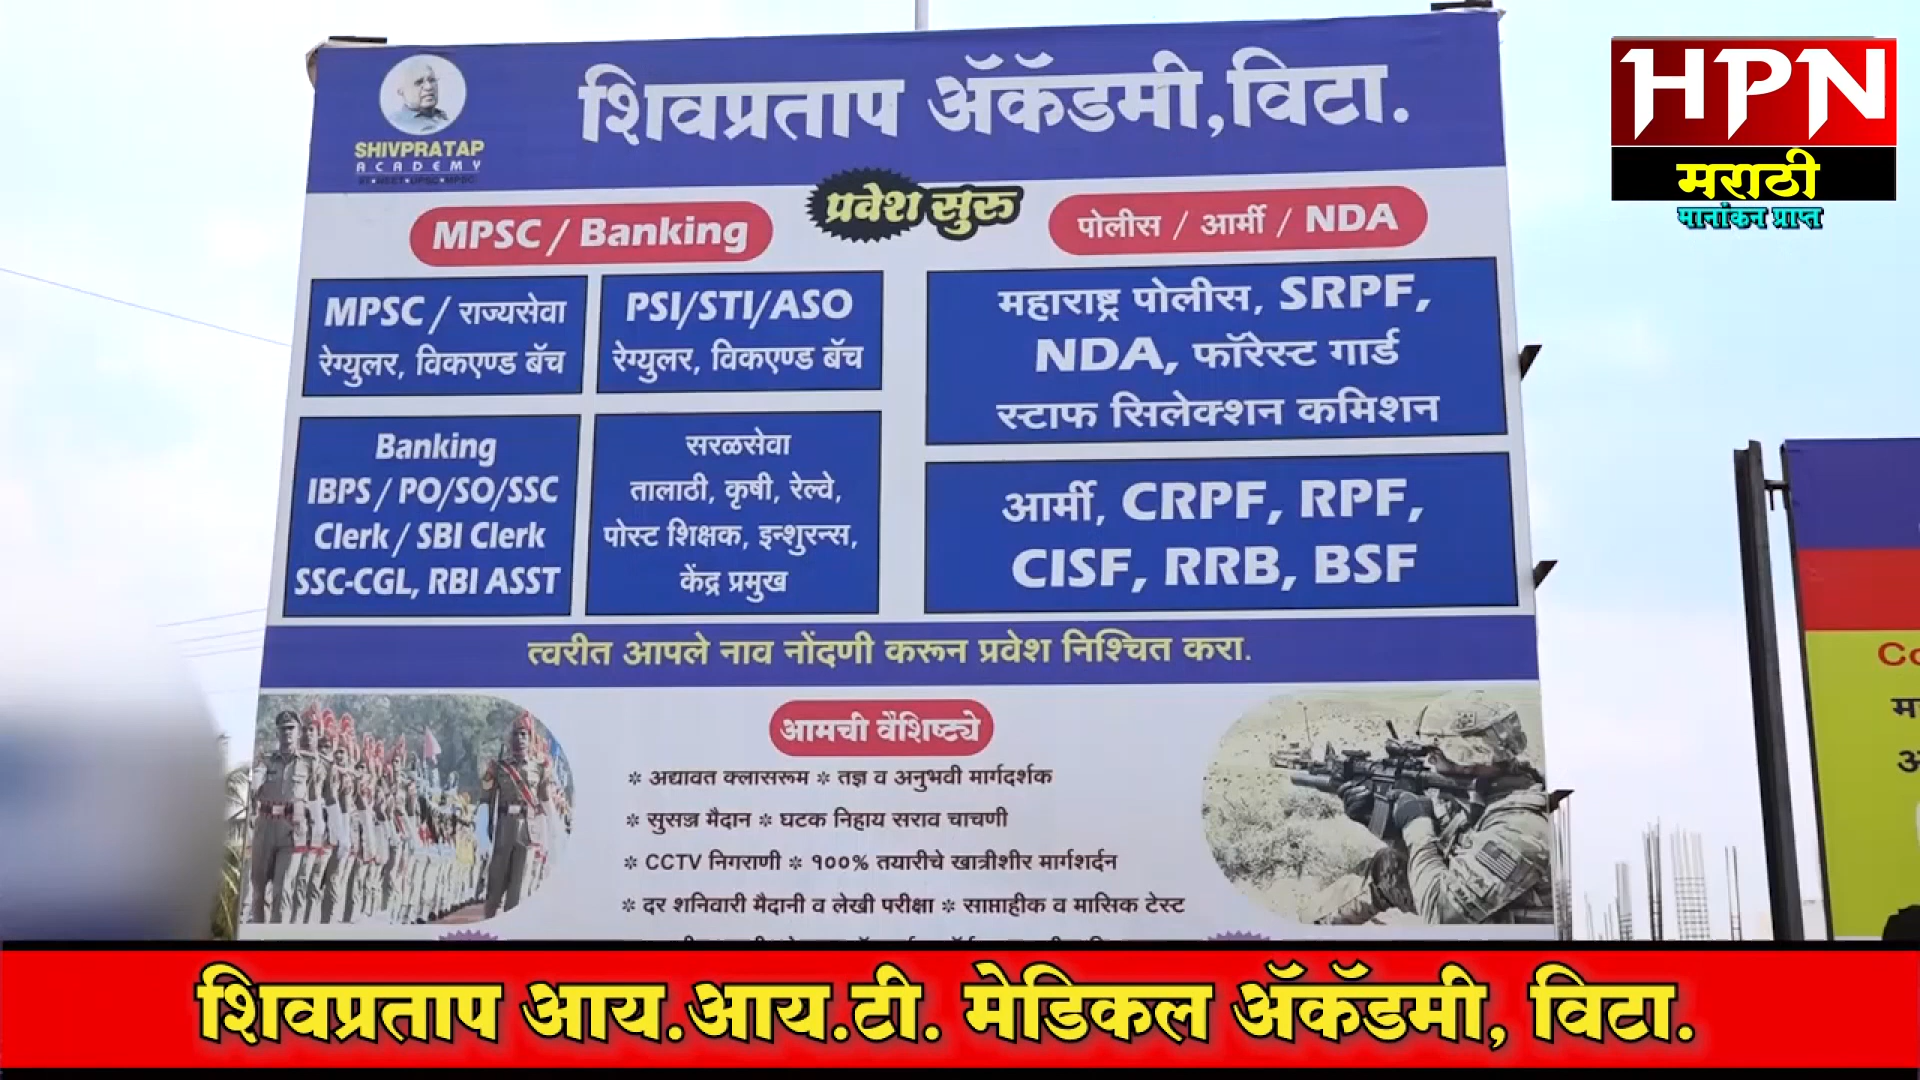 शिवप्रताप ॲकॅडमी,विटा.
SHIVPRATAP
ACADEMY
प्रवेश सुरु
MPSC / Banking
पोलीस / आर्मी / NDA
MPSC / राज्यसेवा
रेग्युलर, विकएण्ड बॅच
PSI/STI/ASO
रेग्युलर, विकएण्ड बॅच
Banking
IBPS / PO/SO/SSC
Clerk / SBI Clerk
SSC-CGL, RBI ASST
सरळसेवा
तालाठी, कृषी, रेल्वे,
पोस्ट शिक्षक, इन्शुरन्स,
केंद्र प्रमुख
महाराष्ट्र पोलीस, SRPF,
NDA, फॉरेस्ट गार्ड
स्टाफ सिलेक्शन कमिशन
आर्मी, CRPF, RPF,
CISF, RRB, BSF
त्वरीत आपले नाव नोंदणी करून प्रवेश निश्चित करा.
आमची वैशिष्ट्ये
* अद्यावत क्लासरूम * तज्ञ व अनुभवी मार्गदर्शक
* सुसज्ज मैदान * घटक निहाय सराव चाचणी
* CCTV निगराणी * १००% तयारीचे खात्रीशीर मार्गशर्दन
* दर शनिवारी मैदानी व लेखी परीक्षा * साप्ताहीक व मासिक टेस्ट
HPN
मराठी
मानांकन प्राप्त
शिवप्रताप आय.आय.टी. मेडिकल ॲकॅडमी, विटा.